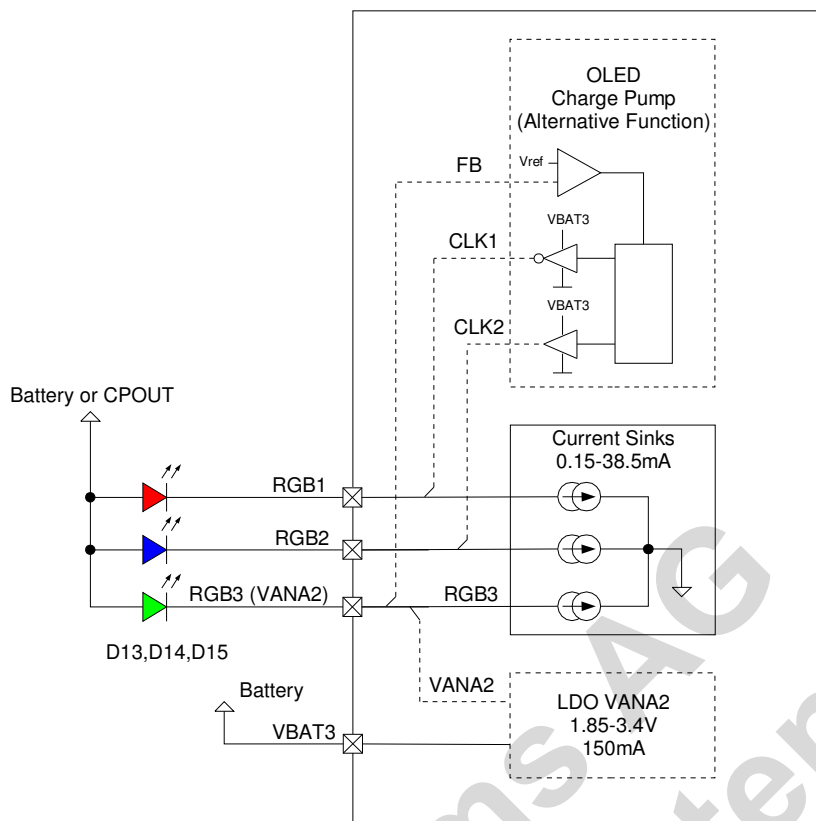 OLED
Charge Pump
(Alternative Function)
FB
Vref
VBAT3
CLK1
VBAT3
CLK2
Battery or CPOUT
Current Sinks
0.15-38.5mA
RGB1
RGB2
RGB3 (VANA2)
RGB3
D13,D14,D15
VANA2
Battery
LDO VANA2
1.85-3.4V
150mA
VBAT3
AG